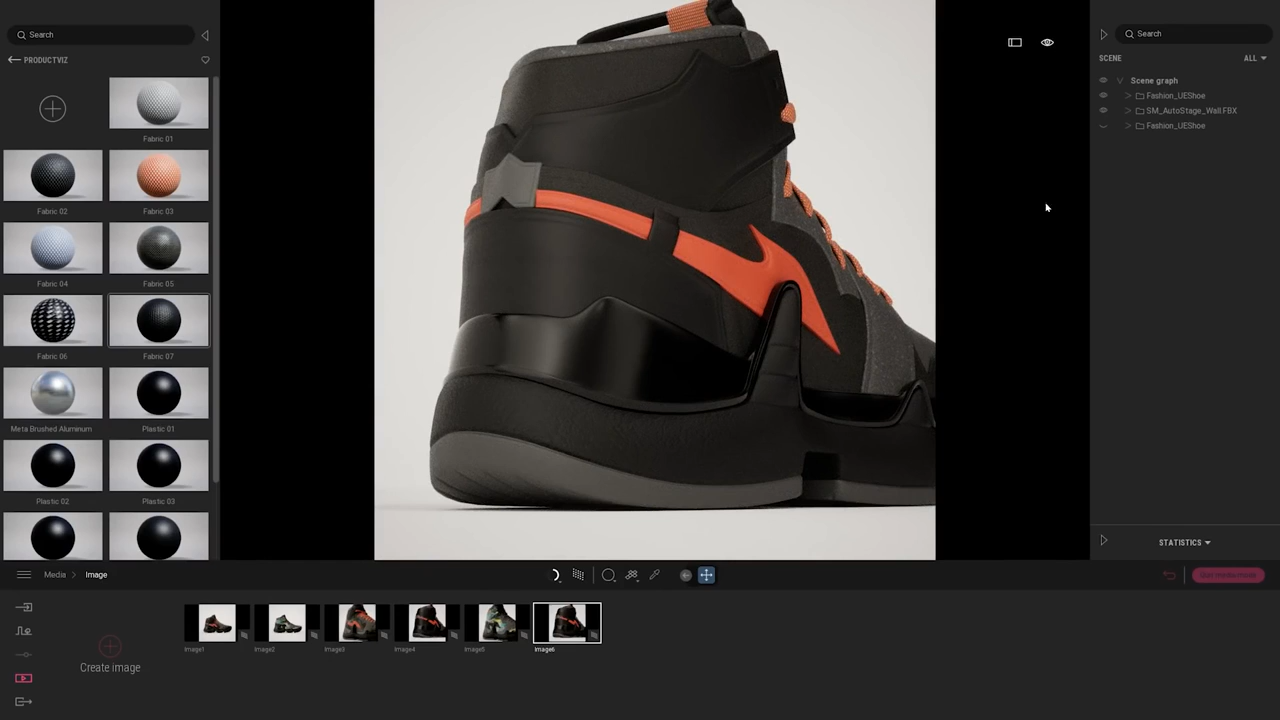 Search
PRODUCTVIZ
Fabric 01
Fabric 02
Fabric 03
Fabric 04
Fabric 05
Fabric 06
Fabric 07
Meta Brushed Aluminum
Plastic 01
Plastic 02
Plastic 03
Search
SCENE
ALL
Scene graph
Fashion_UEShoe
SM_AutoStage_Wall.FBX
Fashion_UEShoe
STATISTICS
Media
Image
Create image
Image1
Image2
Image3
Image4
Image5
Image6